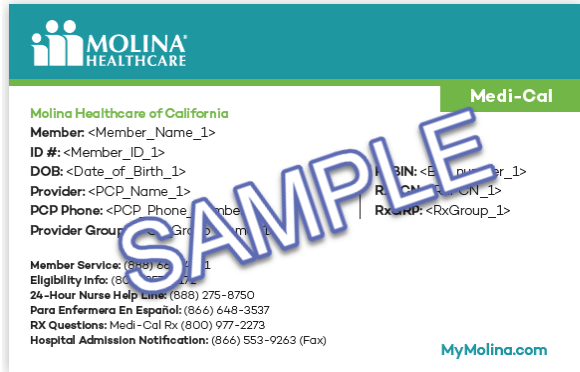 MOLINA
HEALTHCARE
Medi-Cal
Molina Healthcare of California
Member: <Member_Name_1>
ID #: <Member_ID_1>
DOB: <Date_of_Birth_1>
Provider: <PCP_Name_1>
PCP Phone: <PCP_Phone_
Provider Group:
<RxGroup_1>
SAMPLE
Member Service: (888)
Eligibility Info:
24-Hour Nurse Help Line: (888) 275-8750
Para Enfermera En Español: (866) 648-3537
RX Questions: Medi-Cal Rx (800) 977-2273
Hospital Admission Notification: (866) 553-9263 (Fax)
MyMolina.com